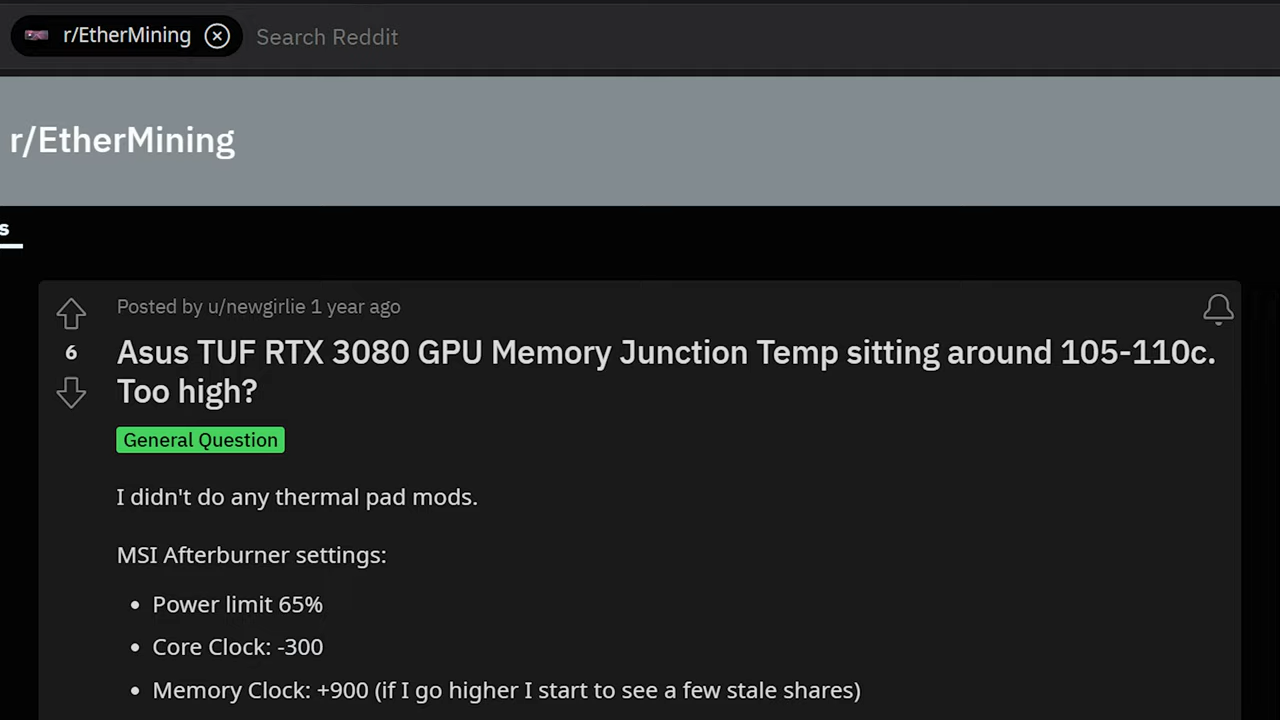 r/EtherMining
Search Reddit
r/EtherMining
s
Posted by u/newgirlie 1 year ago
6
Asus TUF RTX 3080 GPU Memory Junction Temp sitting around 105-110c.
Too high?
General Question
I didn't do any thermal pad mods.
MSI Afterburner settings:
• Power limit 65%
• Core Clock: -300
• Memory Clock: +900 (if I go higher I start to see a few stale shares)